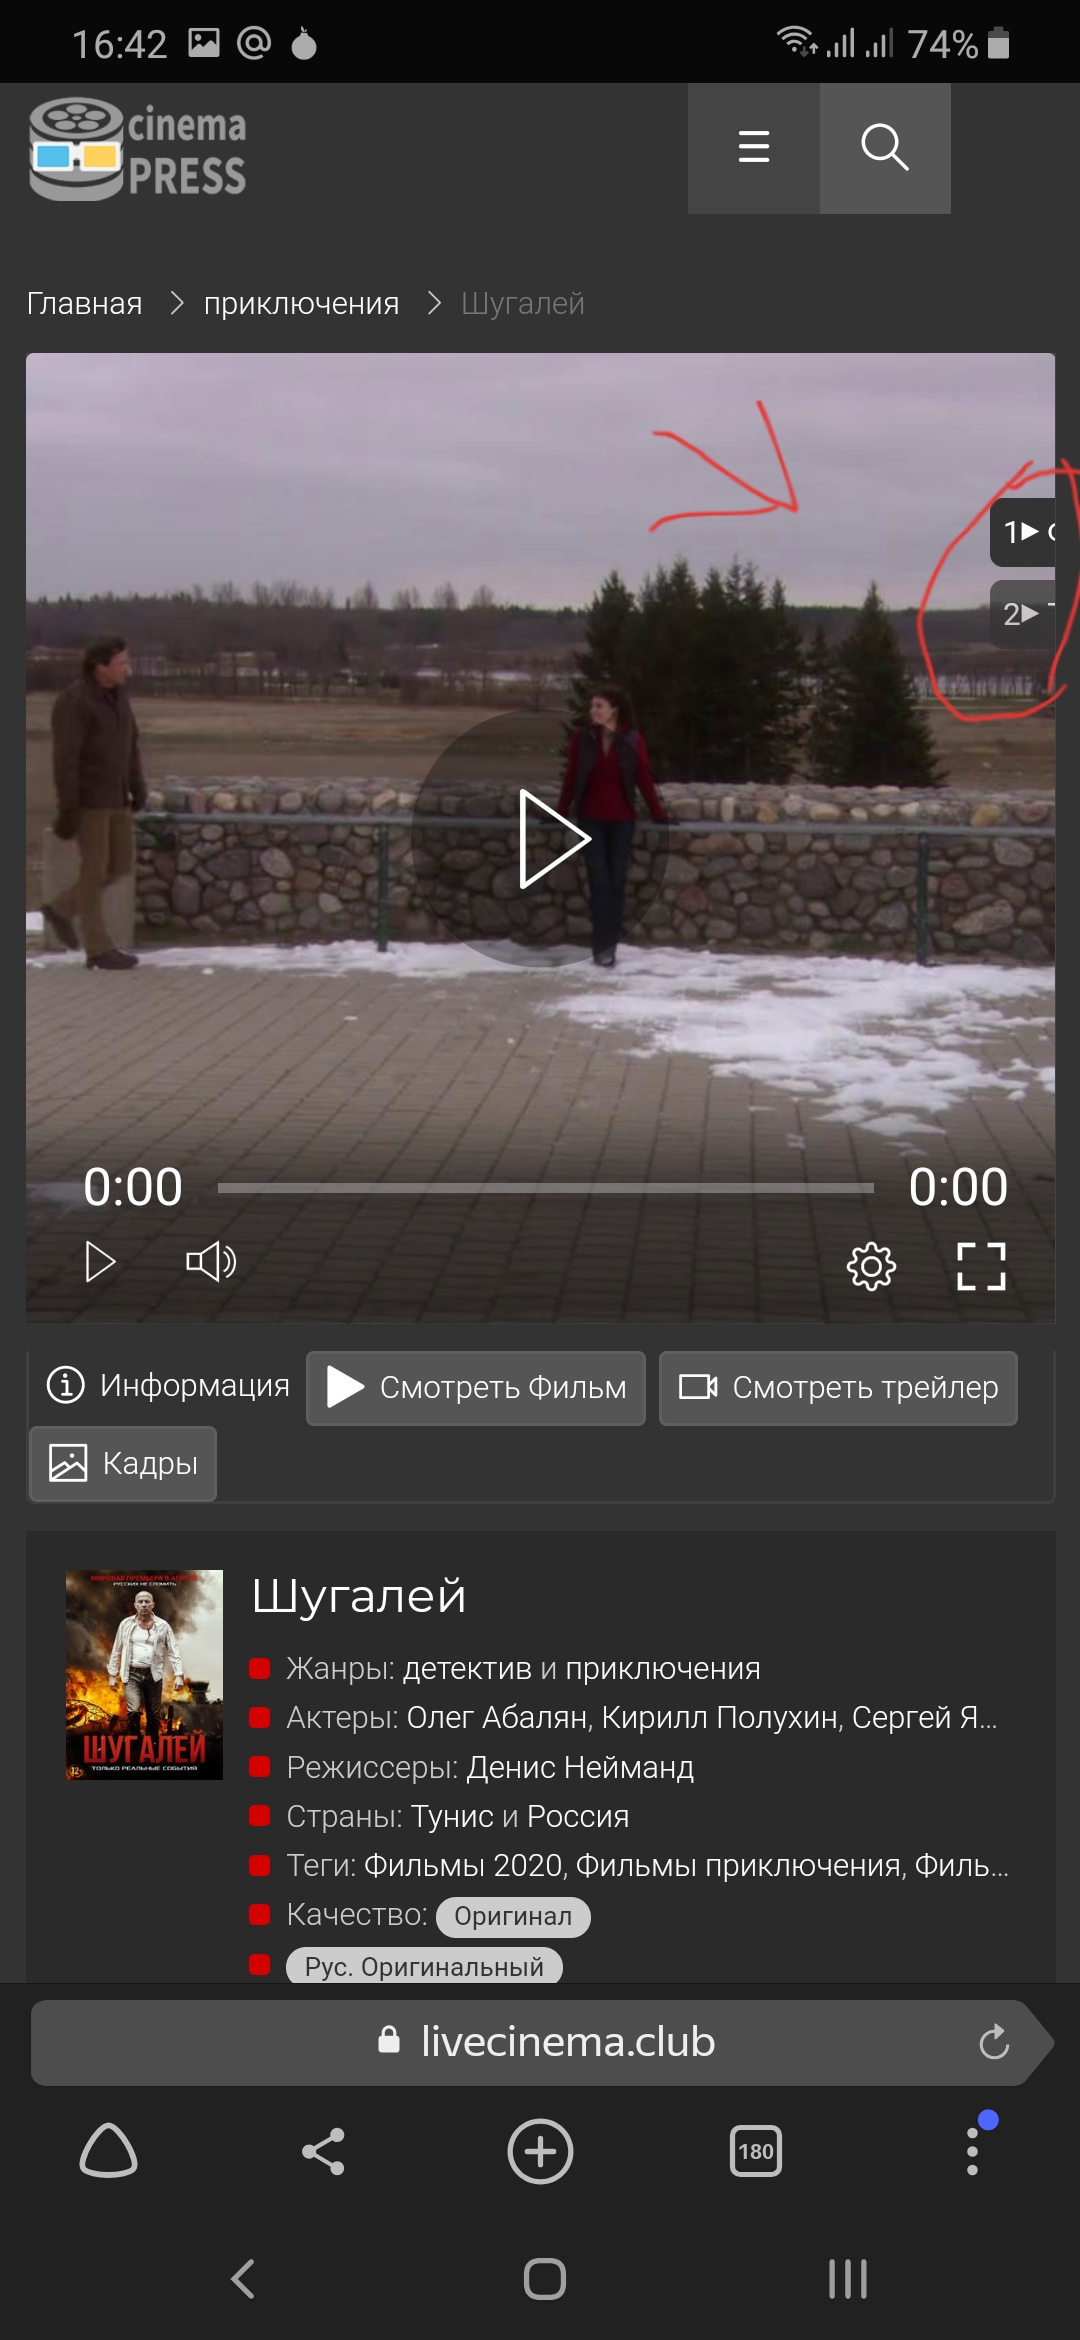 16:42 74%
cinema
PRESS
Главная приключения Шугалей
1
2
0:00 0:00
Информация Смотреть Фильм Смотреть трейлер
Кадры
МИРОВАЯ ПРЕМЬЕРА В АПРЕЛЕ
РУССКИХ НЕ СЛОМИТЬ
ШУГАЛЕЙ
ТОЛЬКО РЕАЛЬНЫЕ СОБЫТИЯ
12+
Шугалей
Жанры: детектив и приключения
Актеры: Олег Абалян, Кирилл Полухин, Сергей Я...
Режиссеры: Денис Нейманд
Страны: Тунис и Россия
Теги: Фильмы 2020, Фильмы приключения, Филь...
Качество: Оригинал
Рус. Оригинальный
livecinema.club
180